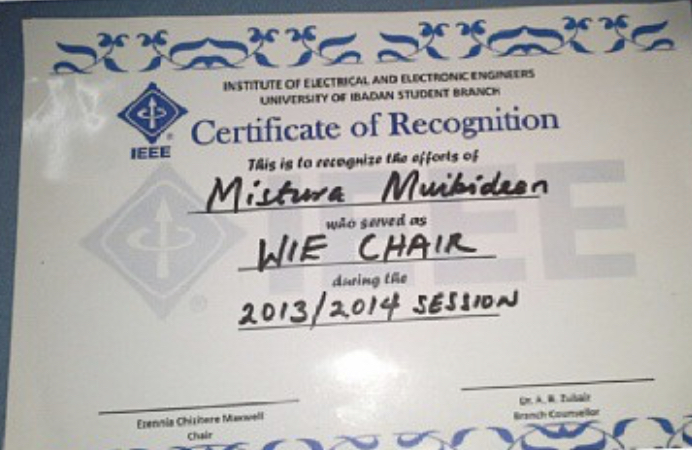 INSTITUTE OF ELECTRICAL AND ELECTRONIC ENGINEERS
UNIVERSITY OF IBADAN STUDENT BRANCH
IEEE
Certificate of Recognition
This is to recognize the efforts of
Mistura Muibideen
who served as
WIE CHAIR
during the
2013/2014 SESSION
IEEE
Ezennia Chizitere Maxwell
Chair
Dr. A. R. Zubair
Branch Counsellor